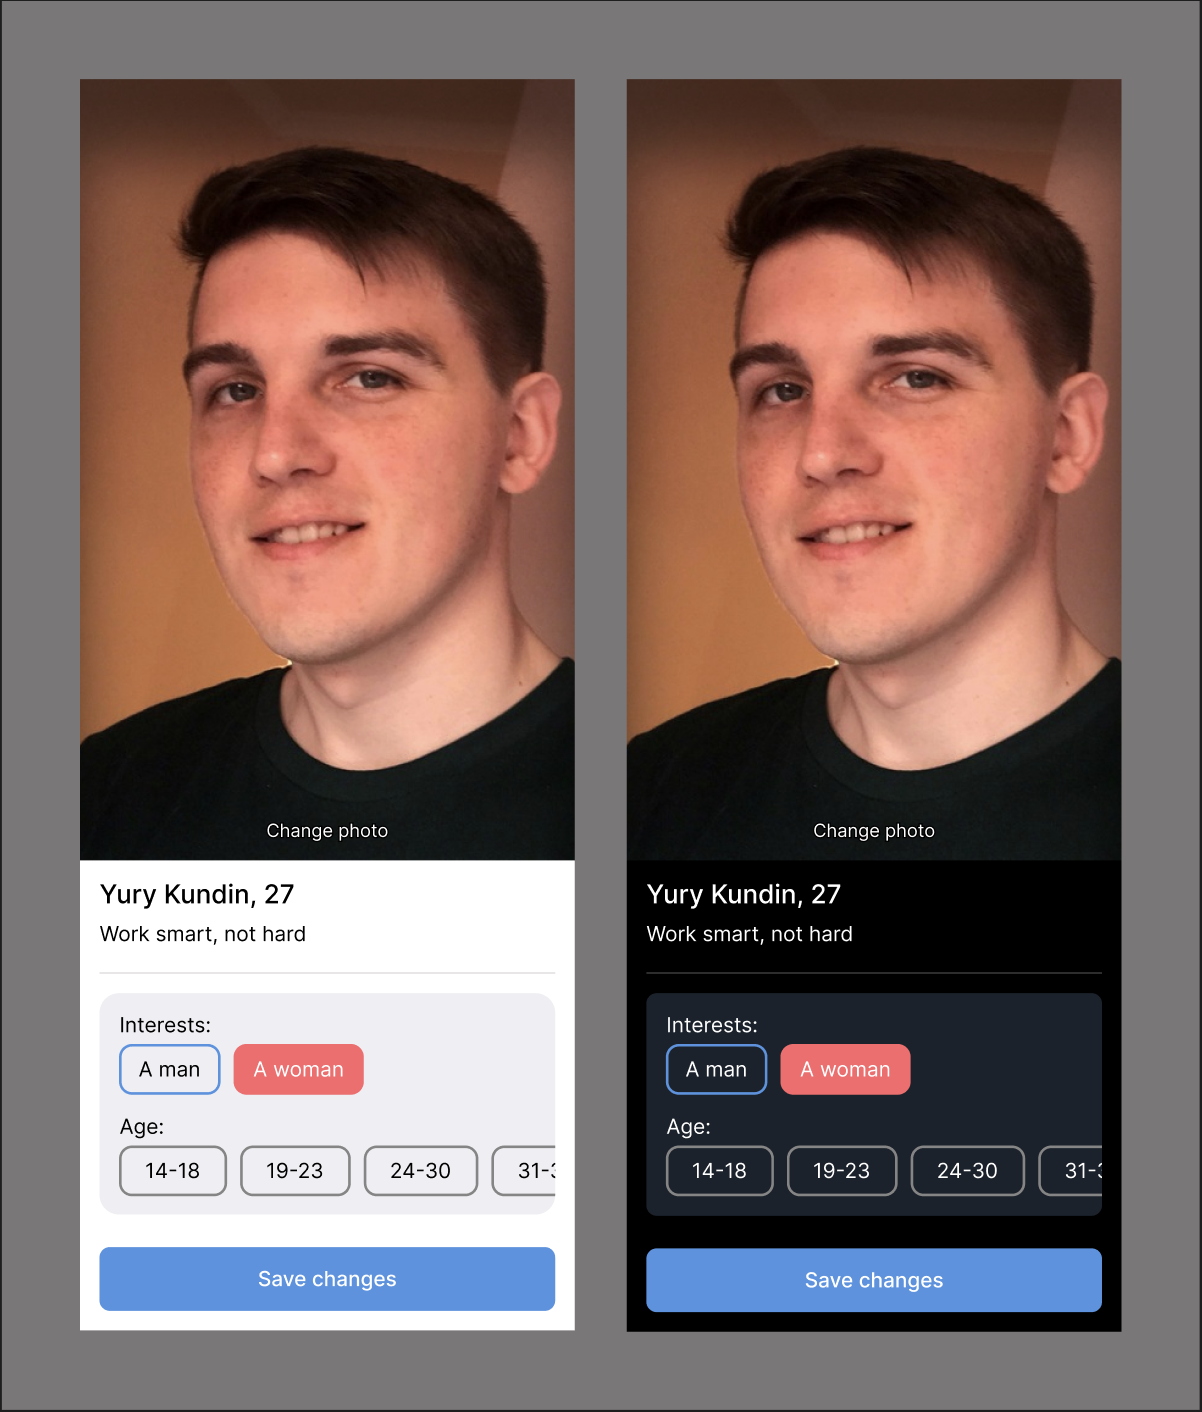 Change photo
Yury Kundin, 27
Work smart, not hard
Interests:
A man A woman
Age:
14-18 19-23 24-30 31-3
Save changes
Change photo
Yury Kundin, 27
Work smart, not hard
Interests:
A man A woman
Age:
14-18 19-23 24-30 31-3
Save changes